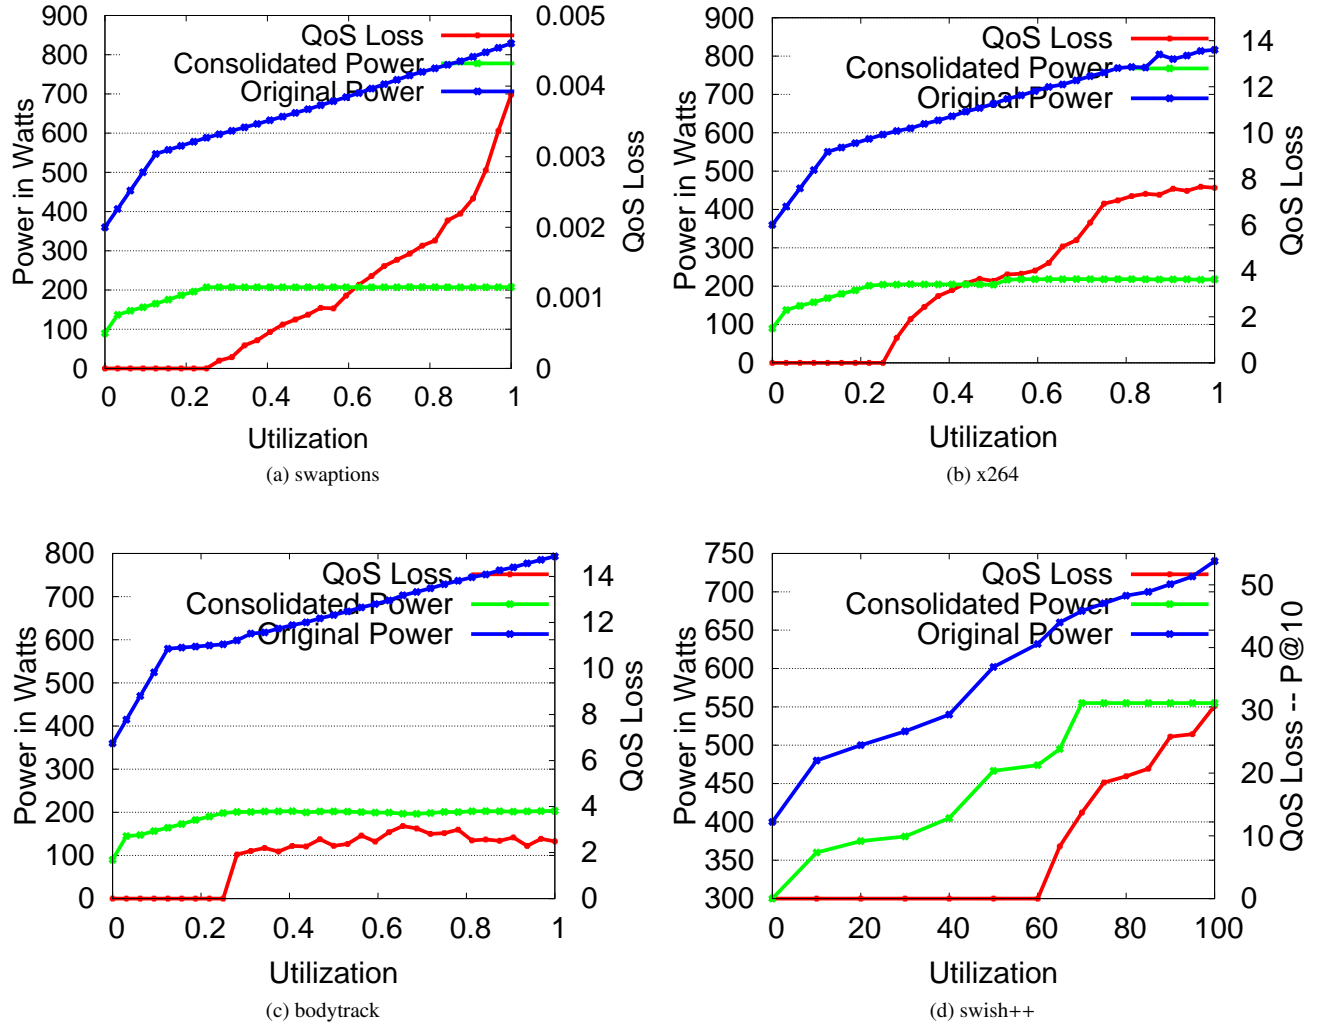 900
800
700
600
500
400
300
200
100
0
Power in Watts
QoS Loss
Consolidated Power
Original Power
0.005
0.004
0.003
0.002
0.001
0
QoS Loss
0 0.2 0.4 0.6 0.8 1
Utilization
(a) swaptions
900
800
700
600
500
400
300
200
100
0
Power in Watts
QoS Loss
Consolidated Power
Original Power
14
12
10
8
6
4
2
0
QoS Loss
0 0.2 0.4 0.6 0.8 1
Utilization
(b) x264
800
700
600
500
400
300
200
100
0
Power in Watts
QoS Loss
Consolidated Power
Original Power
14
12
10
8
6
4
2
0
QoS Loss
0 0.2 0.4 0.6 0.8 1
Utilization
(c) bodytrack
750
700
650
600
550
500
450
400
350
300
Power in Watts
QoS Loss
Consolidated Power
Original Power
50
40
30
20
10
0
QoS Loss -- P@10
0 20 40 60 80 100
Utilization
(d) swish++